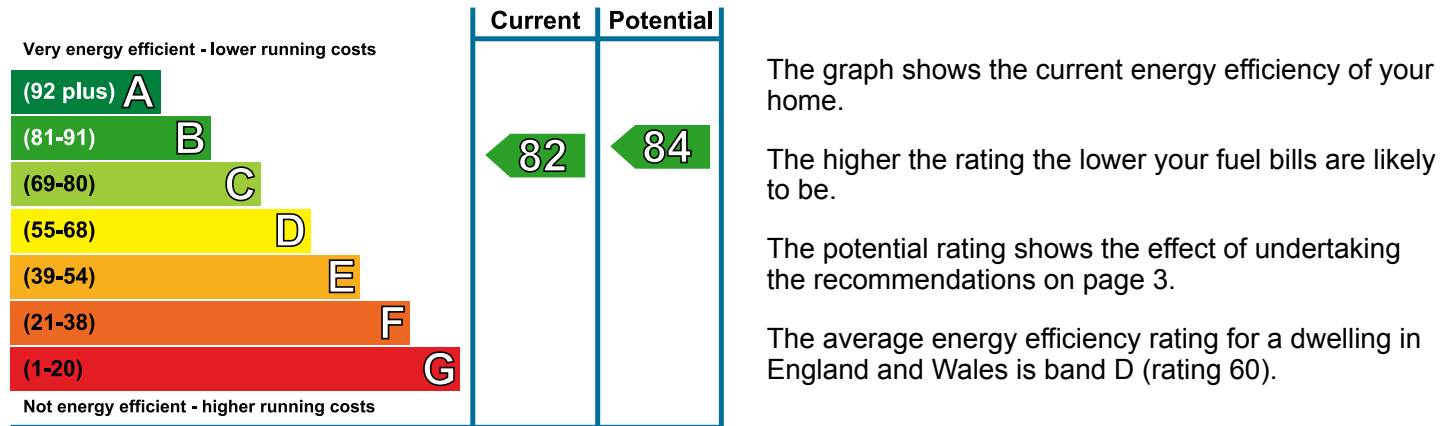 Current Potential
Very energy efficient - lower running costs
(92 plus) A
(81-91) B
(69-80) C
(55-68) D
(39-54) E
(21-38) F
(1-20) G
Not energy efficient - higher running costs
82
84
The graph shows the current energy efficiency of your
home.
The higher the rating the lower your fuel bills are likely
to be.
The potential rating shows the effect of undertaking
the recommendations on page 3.
The average energy efficiency rating for a dwelling in
England and Wales is band D (rating 60).